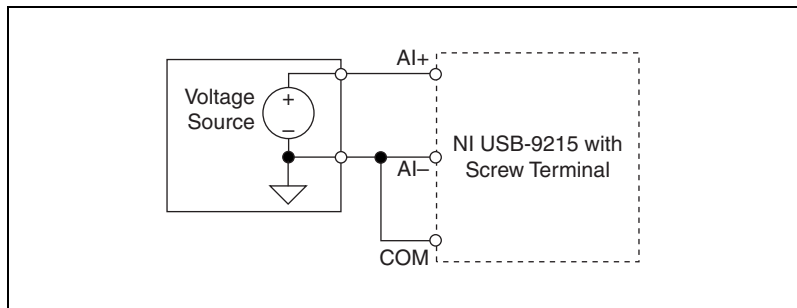 AI+
Voltage
Source
+
–
NI USB-9215 with
Screw Terminal
AI–
COM